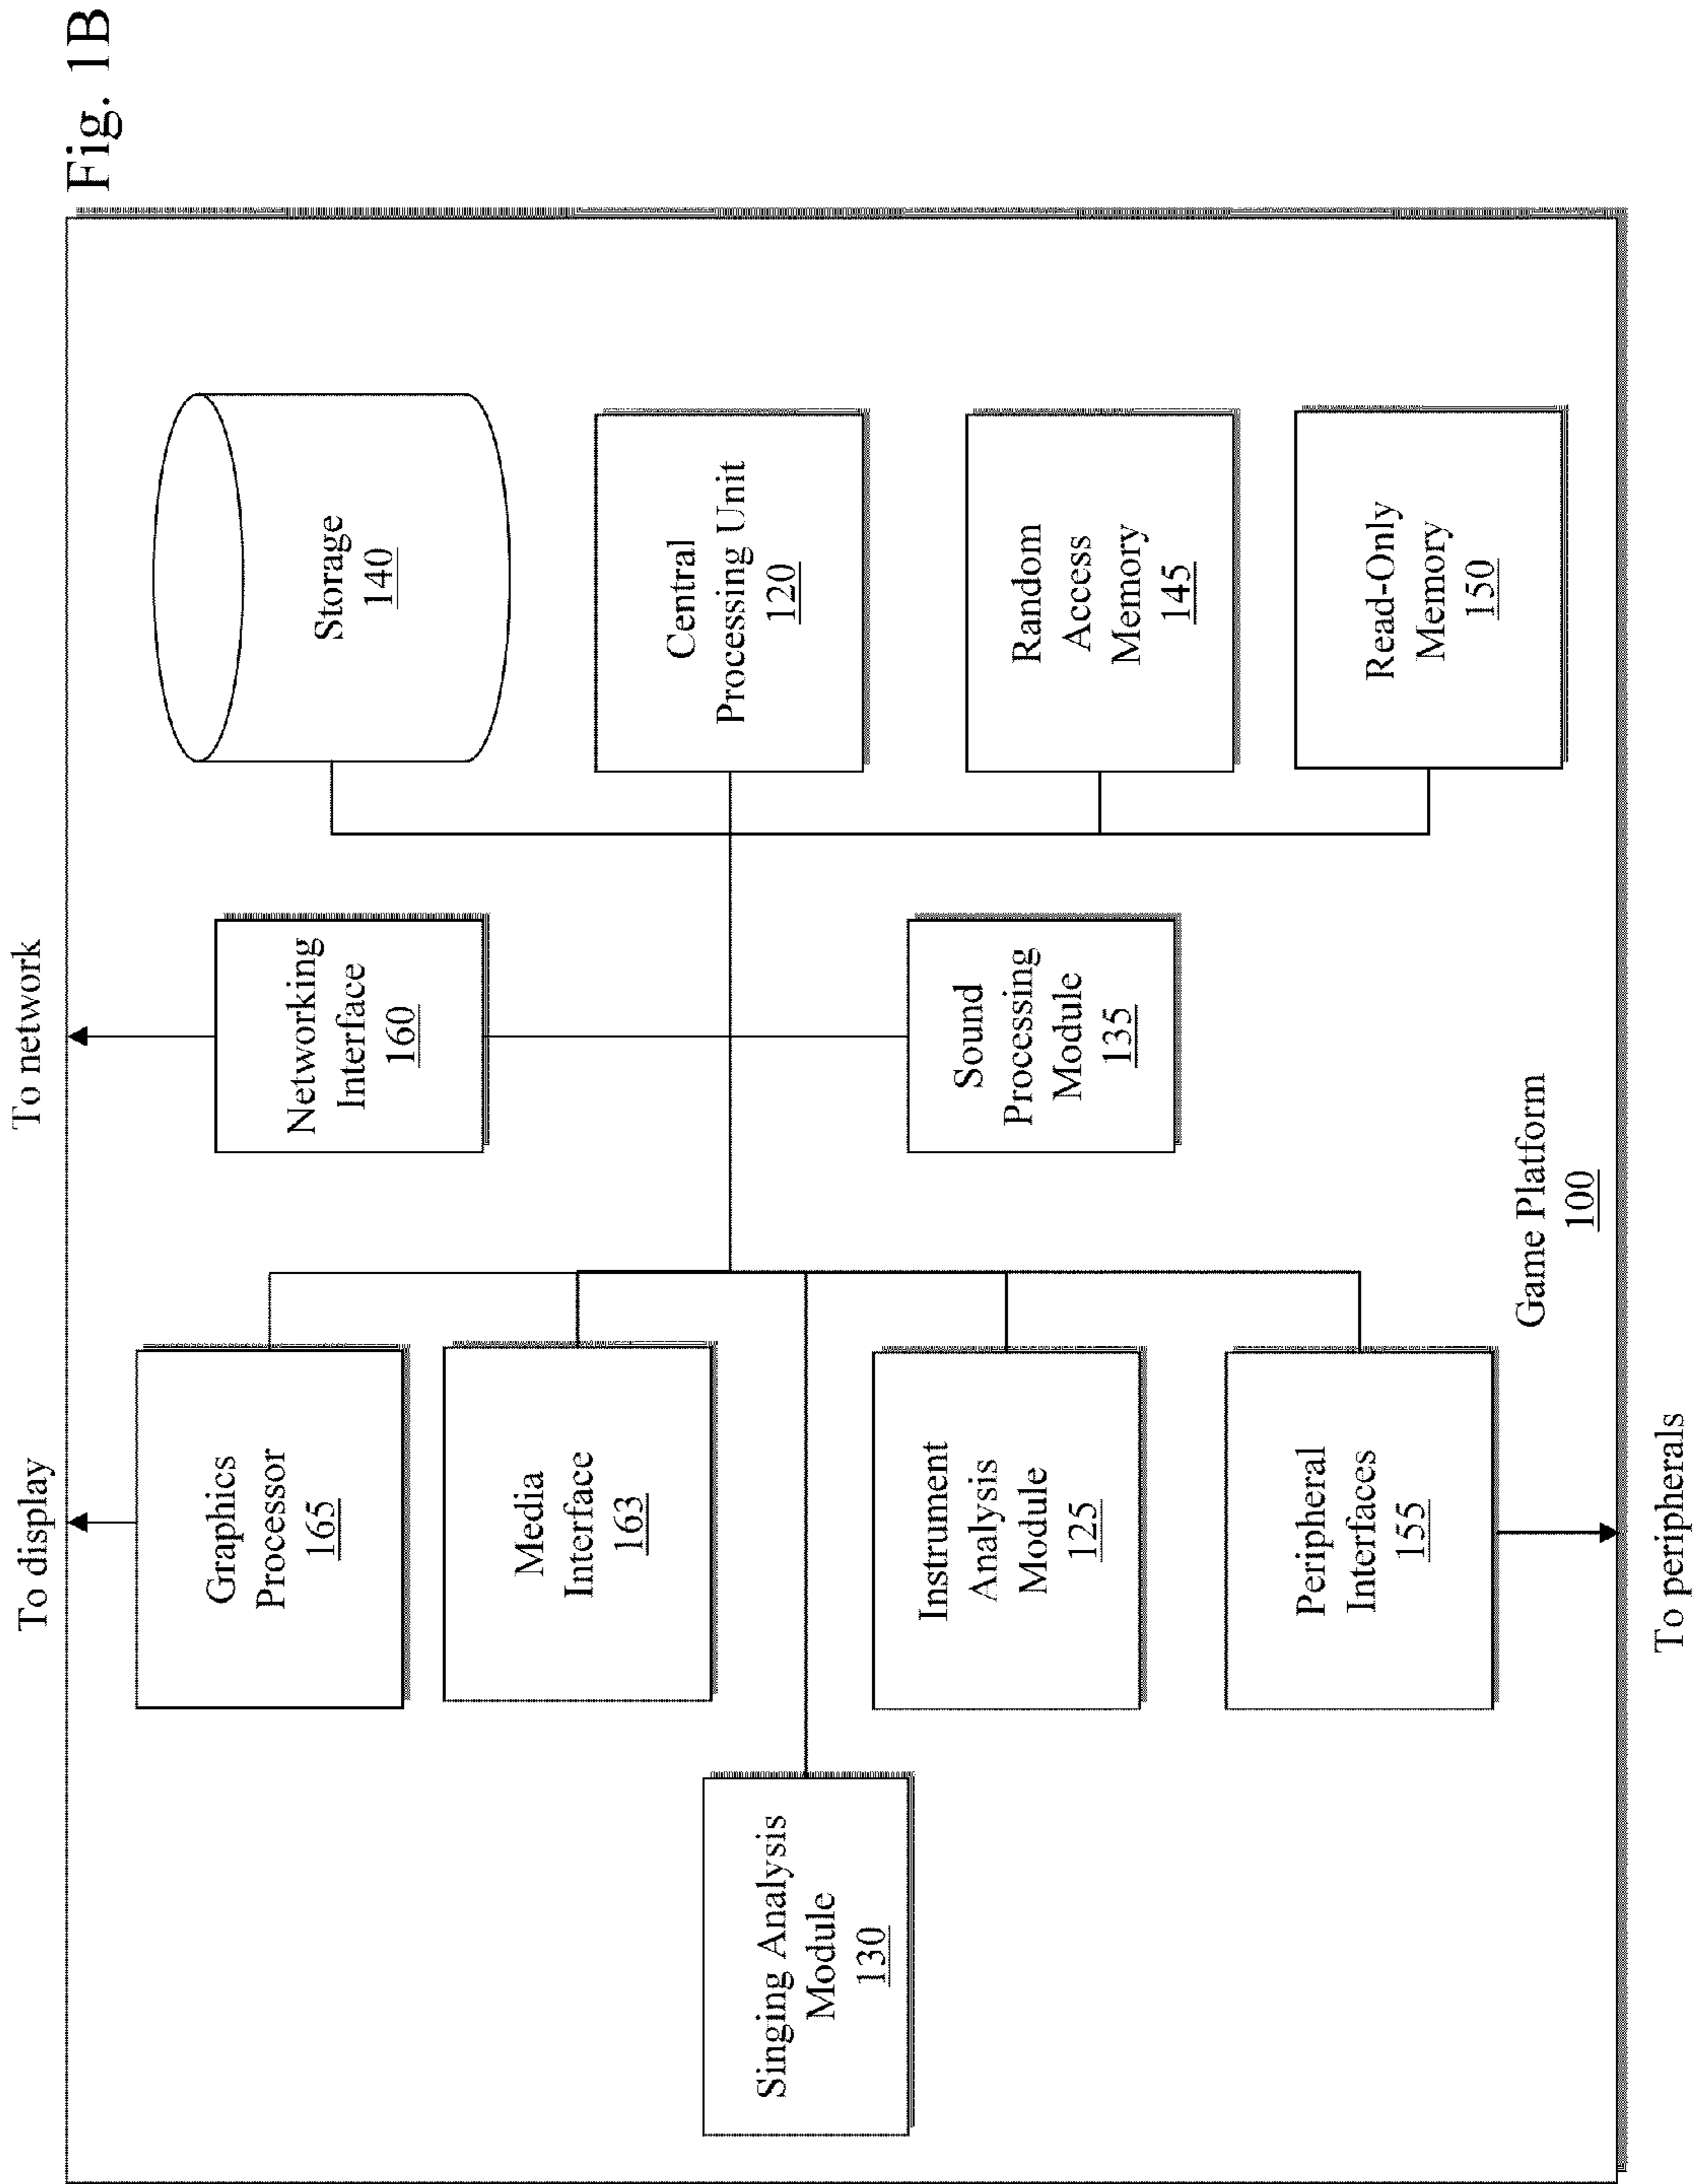 Fig. 1B
To display
To network
Graphics
Processor
165
Networking
Interface
160
Storage
140
Media
Interface
163
Central
Processing Unit
120
Singing Analysis
Module
130
Instrument
Analysis
Module
125
Sound
Processing
Module
135
Random
Access
Memory
145
Peripheral
Interfaces
155
Read-Only
Memory
150
Game Platform
100
To peripherals